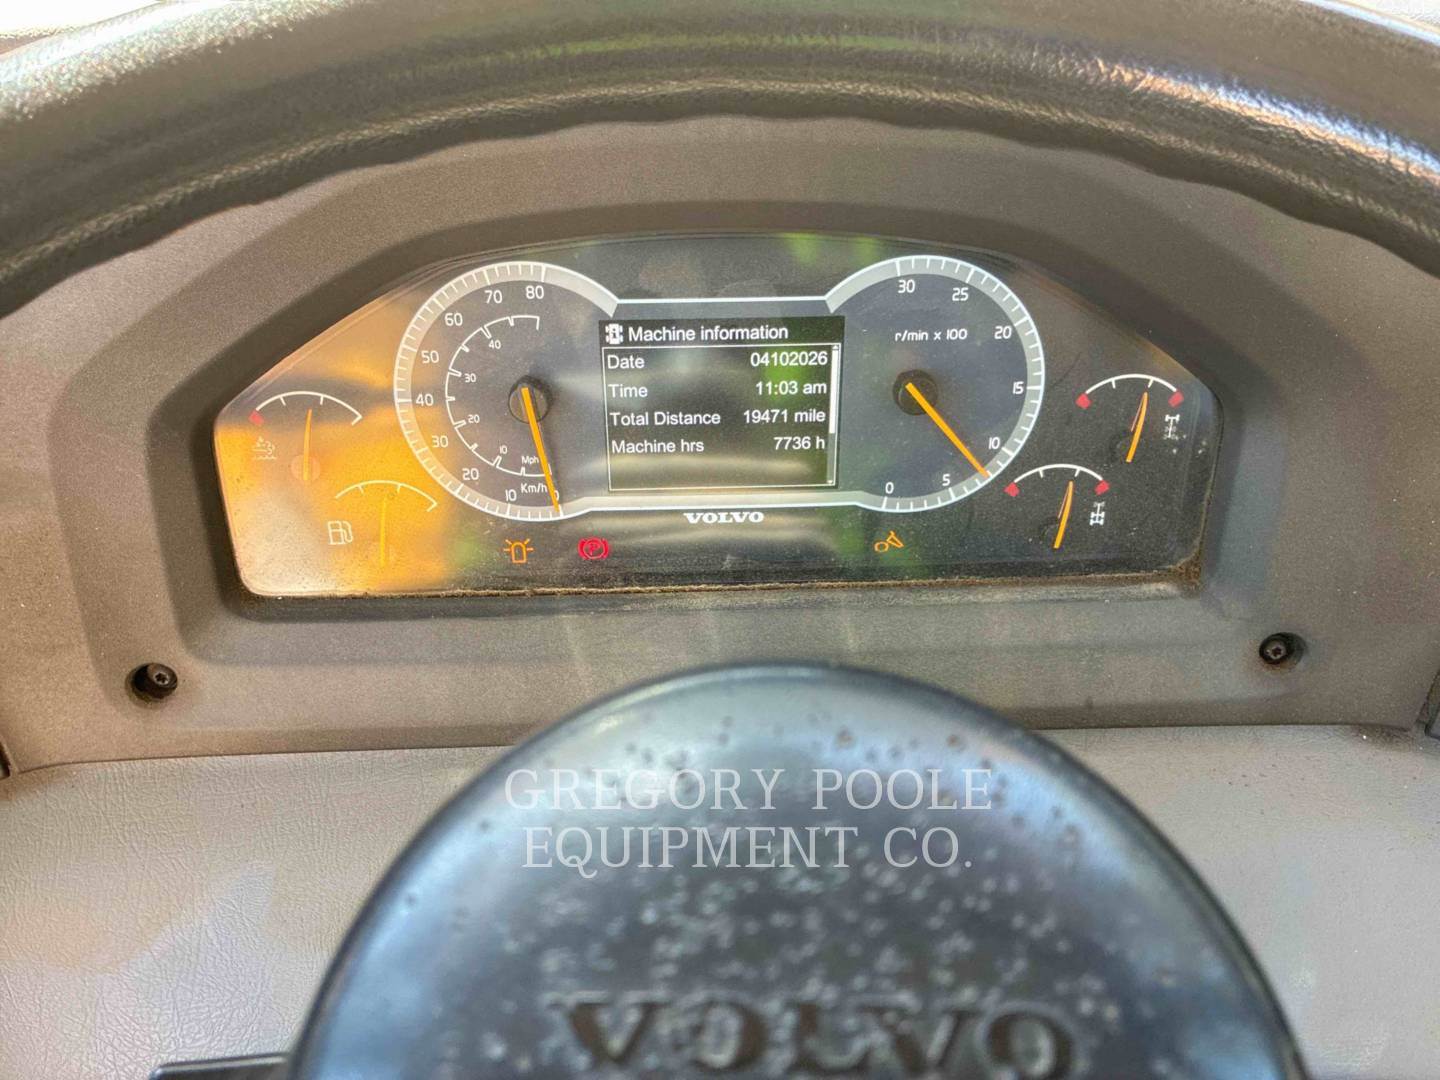 80
70
60
50
40
30
20
10
0
40
30
20
10
Mph
Km/h
Machine information
Date 04102026
Time 11:03 am
Total Distance 19471 mile
Machine hrs 7736 h
VOLVO
30
25
20
15
10
5
0
r/min x 100
GREGORY POOLE
EQUIPMENT CO.
VOLVO